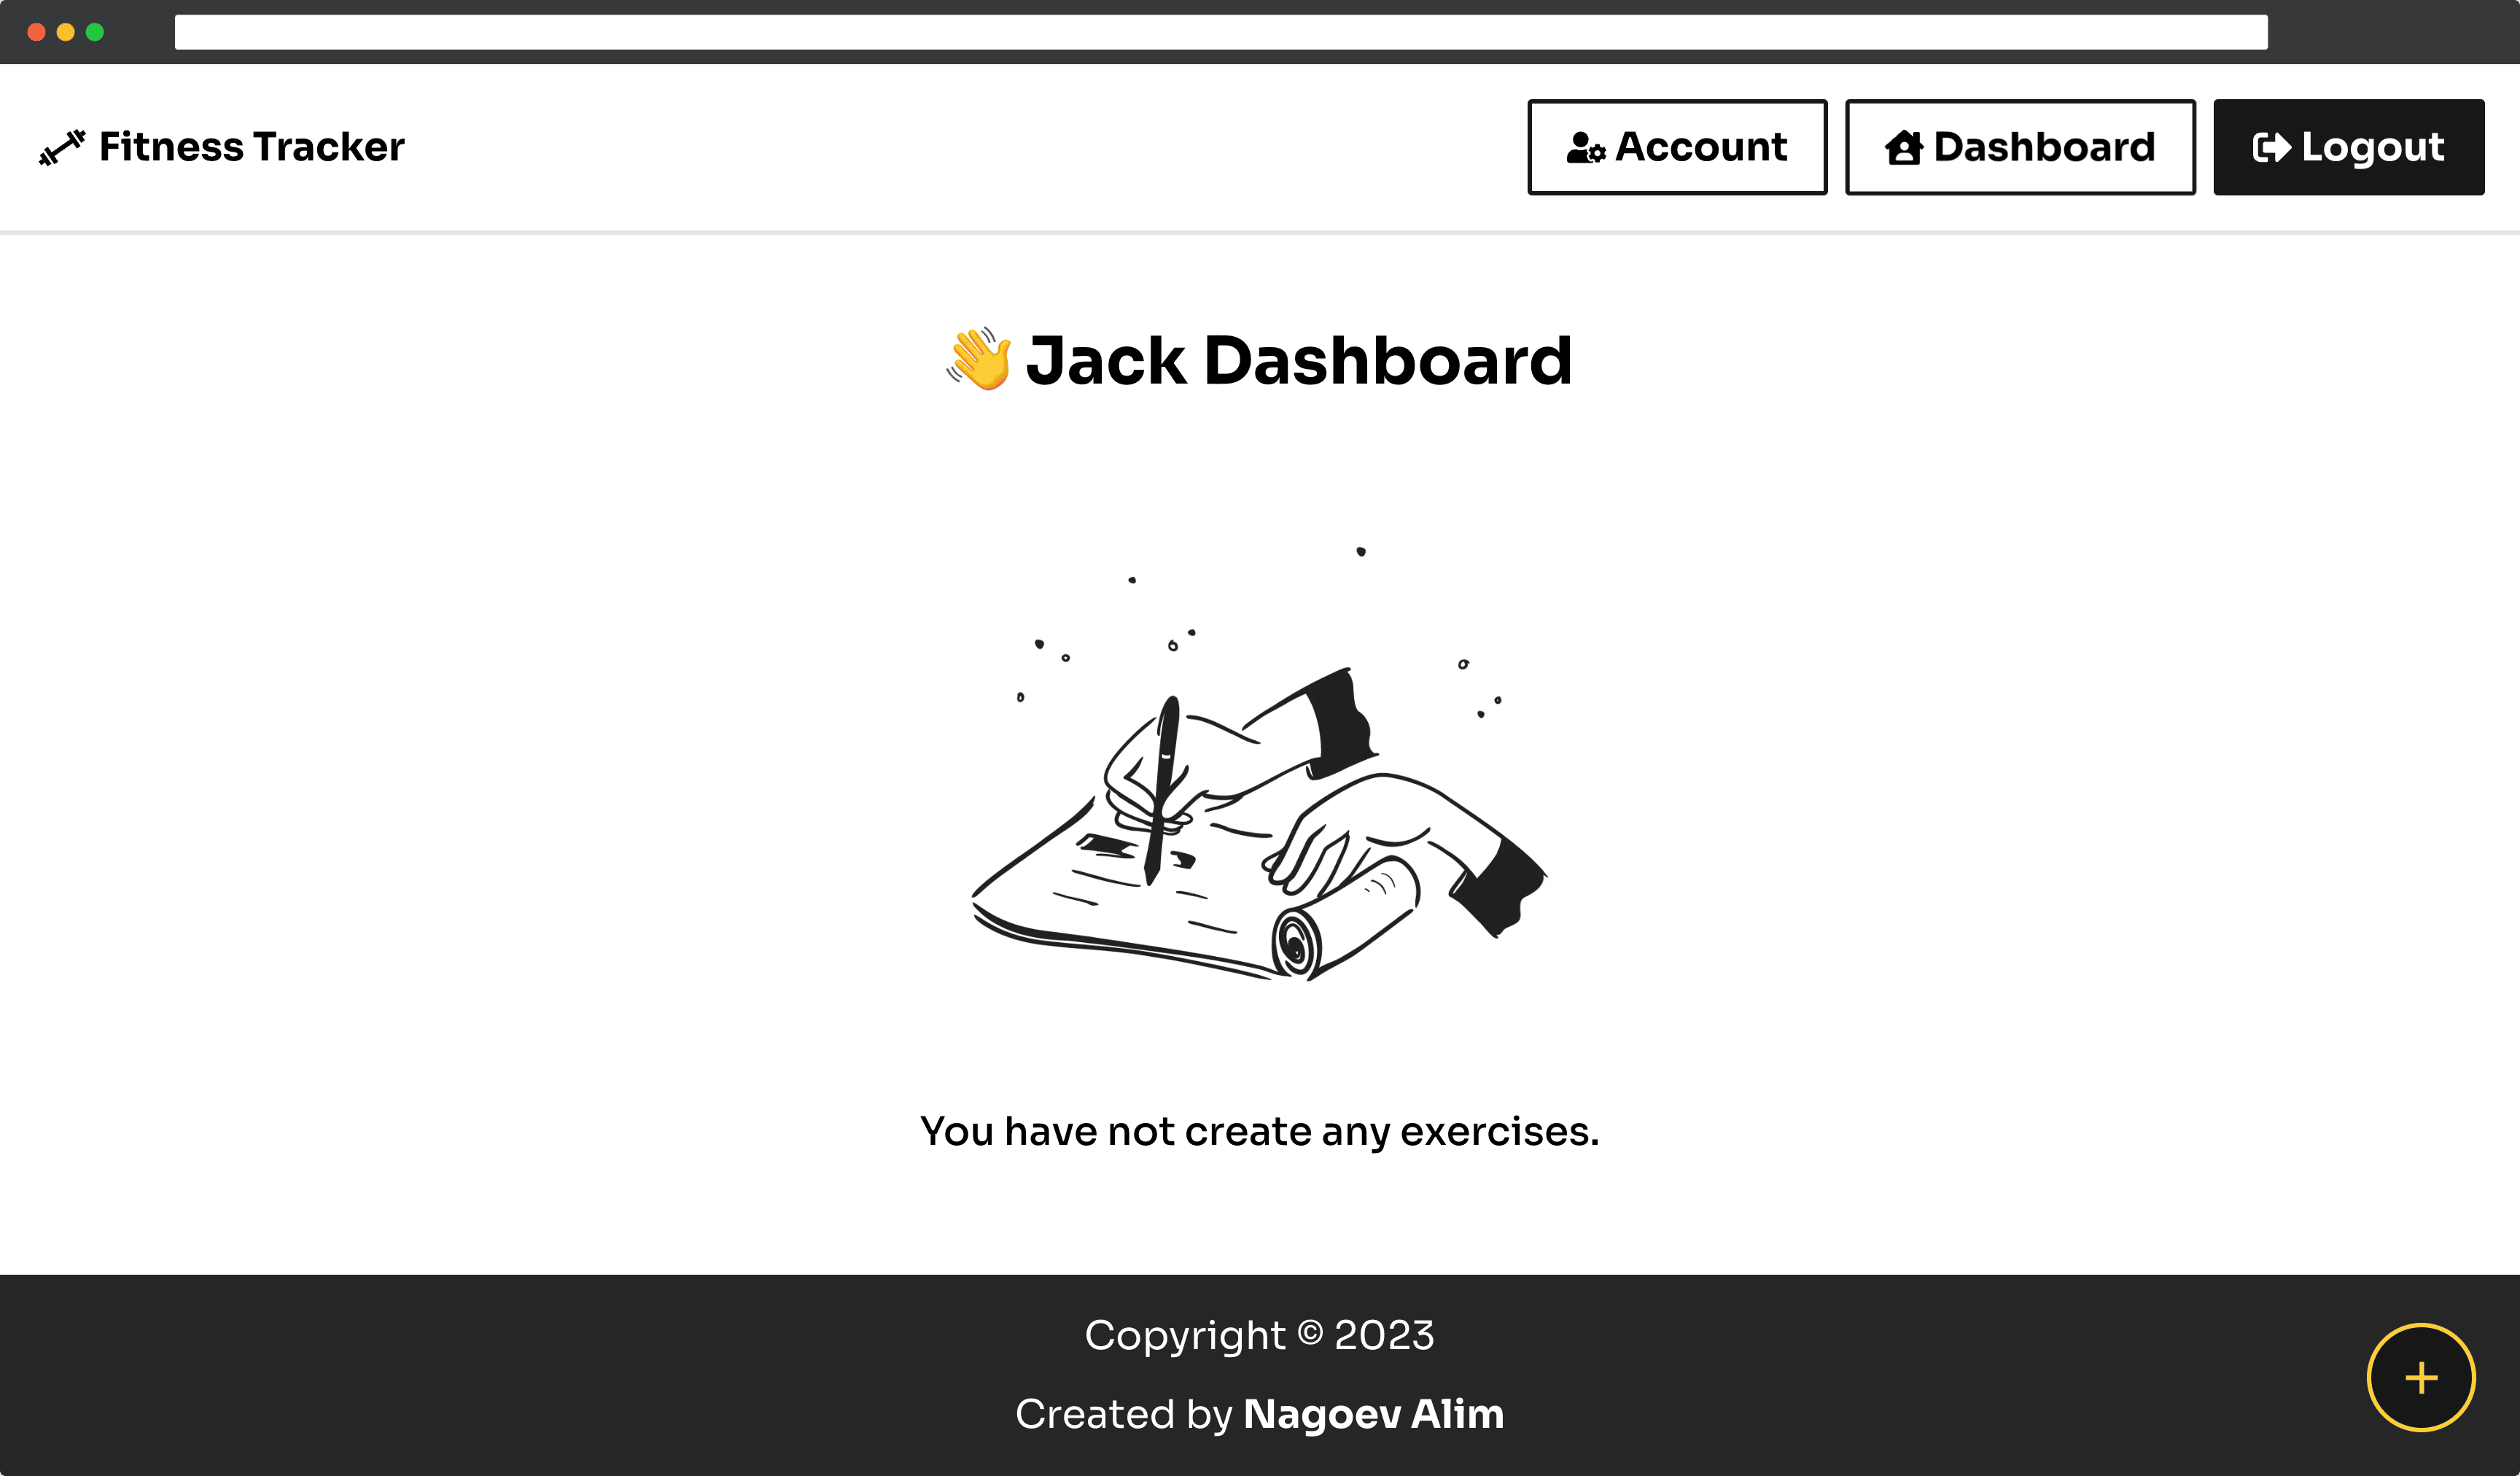 Fitness Tracker
Account
Dashboard
Logout
👋 Jack Dashboard
You have not create any exercises.
Copyright © 2023
Created by Nagoev Alim
+